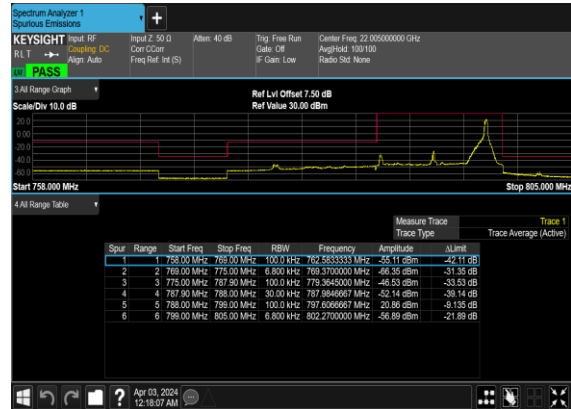 Spectrum Analyzer 1
Spurious Emissions
+
KEYSIGHT Input: RF Input Z: 50 Ω Atten: 40 dB Trig: Free Run Center Freq: 22.005000000 GHz
RLT Coupling: DC Corr CCorr Gate: Off Avg|Hold: 100/100
Align: Auto Freq Ref: Int (S) IF Gain: Low Radio Std: None
LW PASS
3 All Range Graph
Ref Lvl Offset 7.50 dB
Scale/Div 10.0 dB Ref Value 30.00 dBm
20.0
0.00
-20.0
-40.0
-60.0
Start 758.000 MHz Stop 805.000 MHz
4 All Range Table
Measure Trace Trace 1
Trace Type Trace Average (Active)
Spur Range Start Freq Stop Freq RBW Frequency Amplitude ΔLimit
1 1 758.00 MHz 769.00 MHz 100.0 kHz 762.5833333 MHz -55.11 dBm -42.11 dB
2 2 769.00 MHz 775.00 MHz 6.800 kHz 769.3700000 MHz -66.35 dBm -31.35 dB
3 3 775.00 MHz 787.90 MHz 100.0 kHz 779.3645000 MHz -46.53 dBm -33.53 dB
4 4 787.90 MHz 788.00 MHz 30.00 kHz 787.9846667 MHz -52.14 dBm -39.14 dB
5 5 788.00 MHz 799.00 MHz 100.0 kHz 797.6066667 MHz 20.86 dBm -9.135 dB
6 6 799.00 MHz 805.00 MHz 6.800 kHz 802.2700000 MHz -56.89 dBm -21.89 dB
? Apr 03, 2024
12:18:07 AM